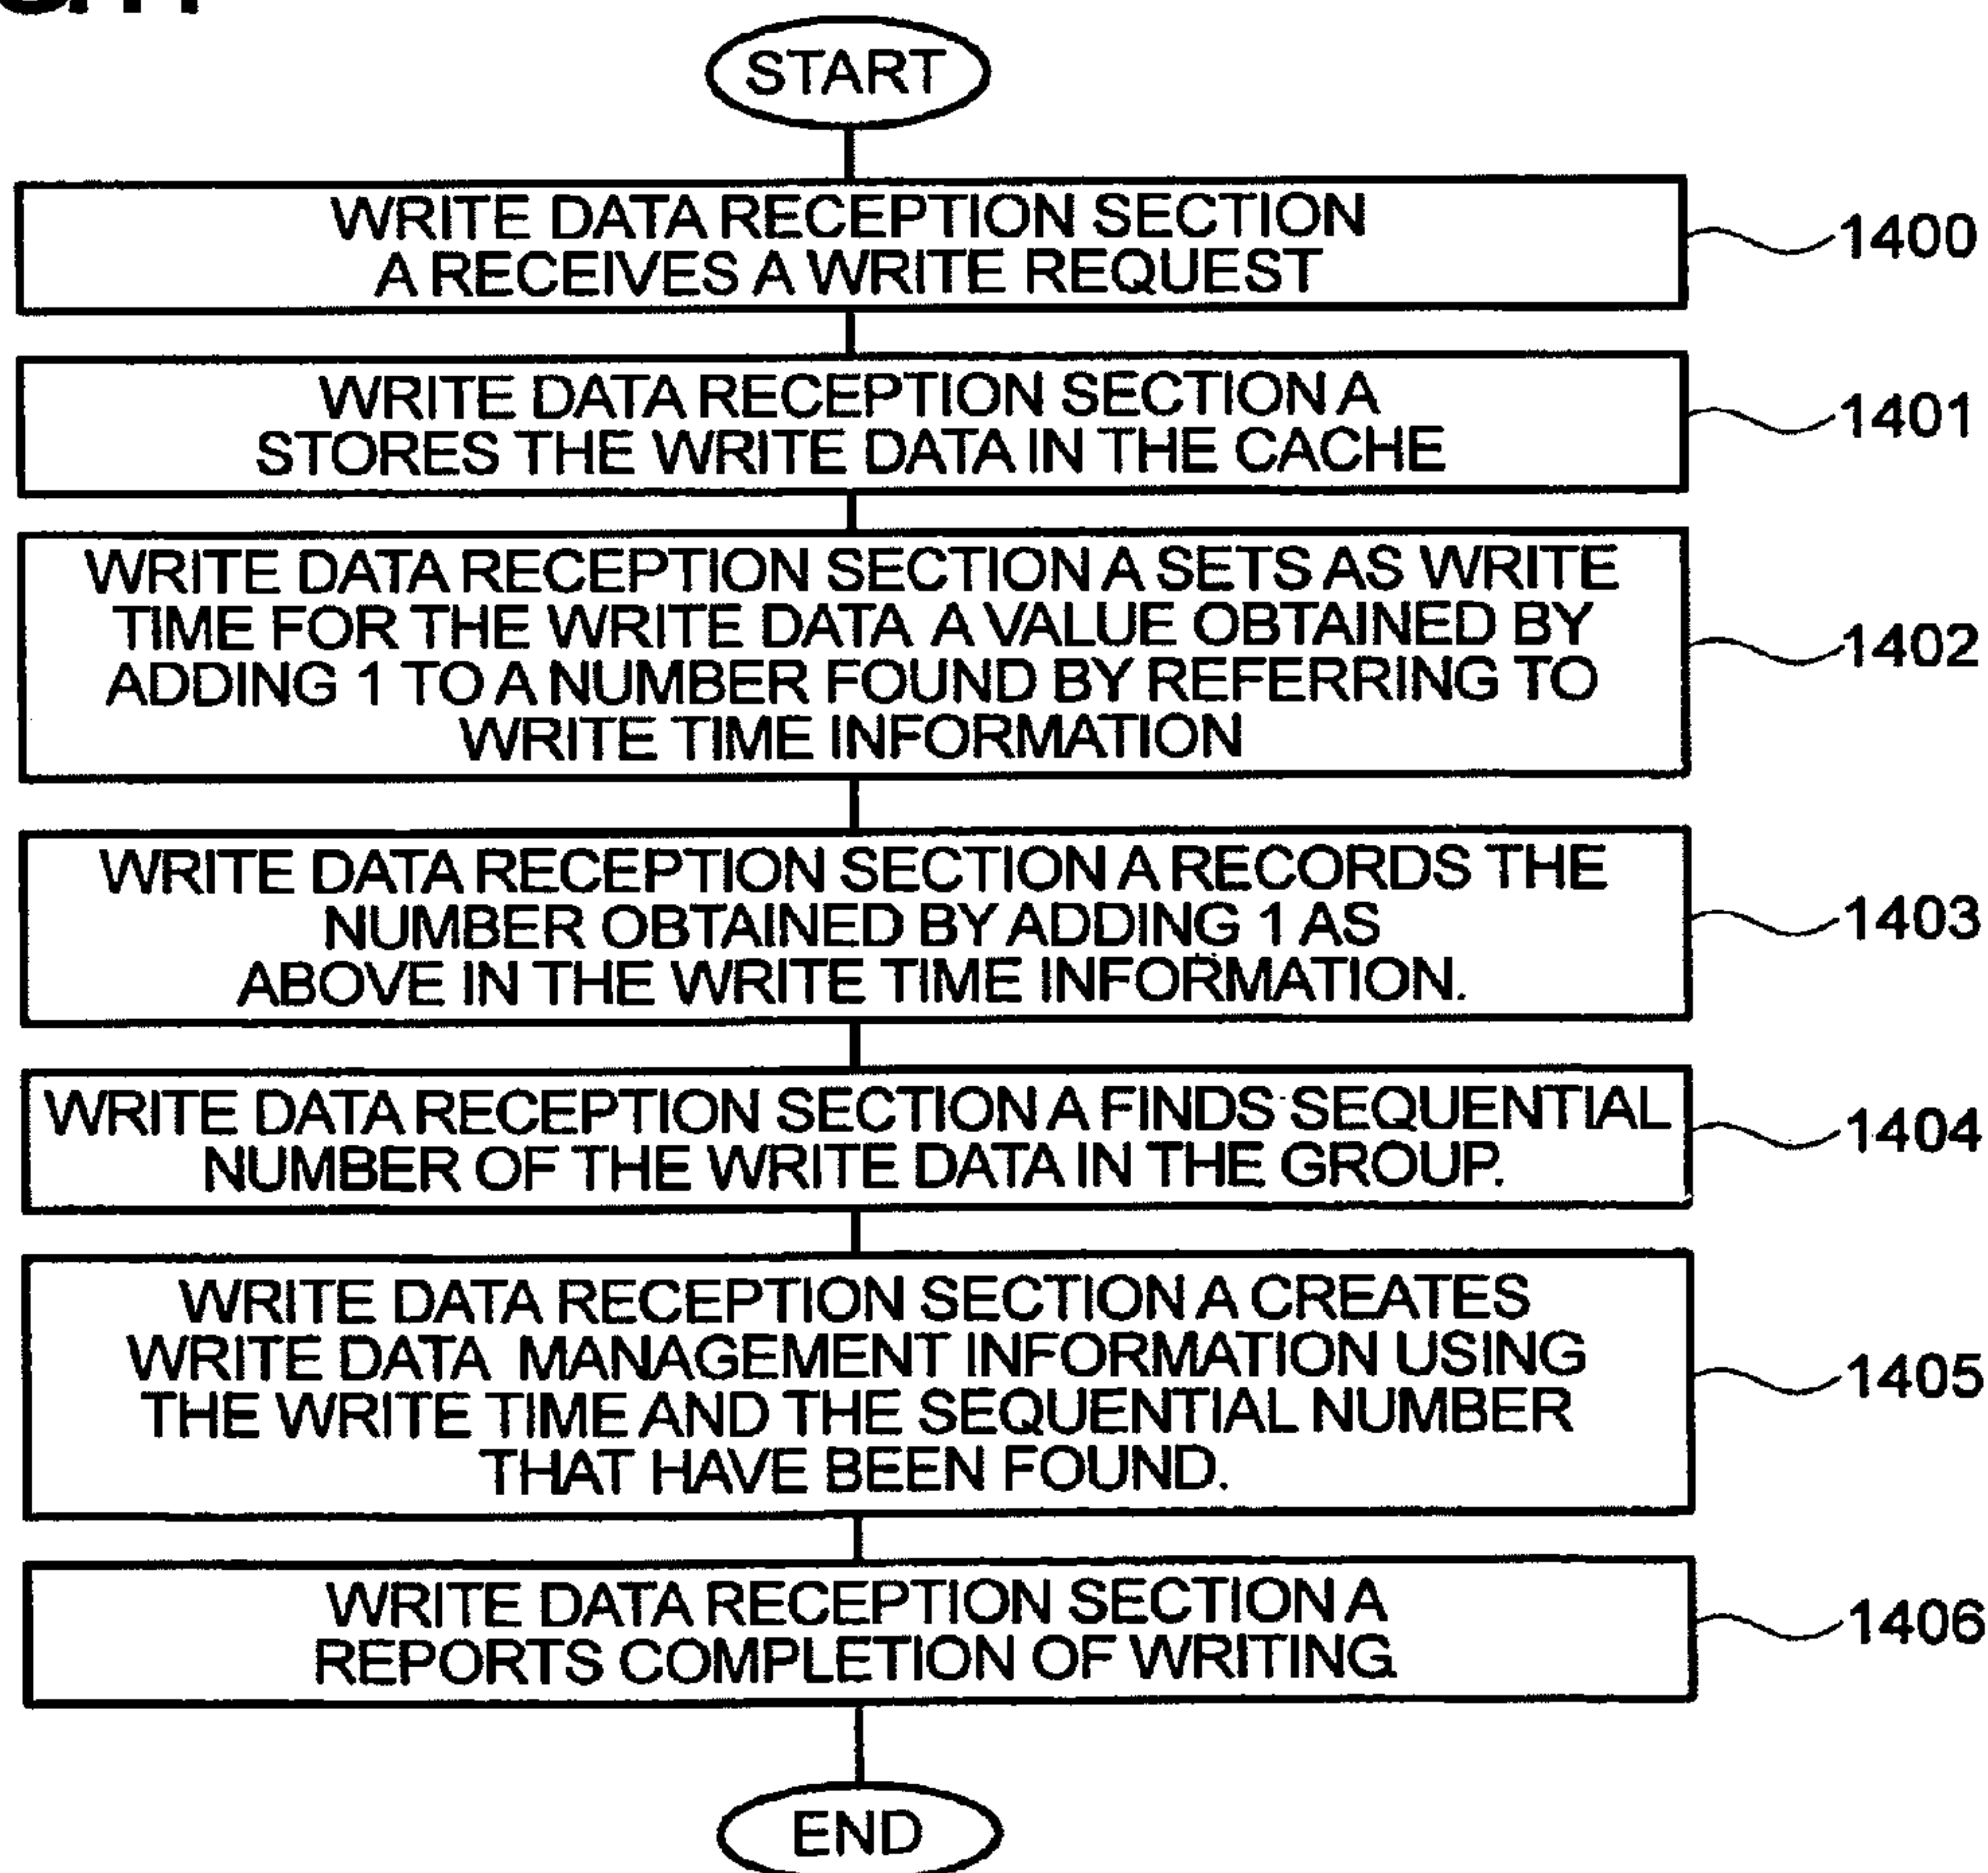 START
WRITE DATA RECEPTION SECTION
A RECEIVES A WRITE REQUEST
1400
WRITE DATA RECEPTION SECTION A
STORES THE WRITE DATA IN THE CACHE
1401
WRITE DATA RECEPTION SECTION A SETS AS WRITE
TIME FOR THE WRITE DATA A VALUE OBTAINED BY
ADDING 1 TO A NUMBER FOUND BY REFERRING TO
WRITE TIME INFORMATION
1402
WRITE DATA RECEPTION SECTION A RECORDS THE
NUMBER OBTAINED BY ADDING 1 AS
ABOVE IN THE WRITE TIME INFORMATION.
1403
WRITE DATA RECEPTION SECTION A FINDS SEQUENTIAL
NUMBER OF THE WRITE DATA IN THE GROUP.
1404
WRITE DATA RECEPTION SECTION A CREATES
WRITE DATA MANAGEMENT INFORMATION USING
THE WRITE TIME AND THE SEQUENTIAL NUMBER
THAT HAVE BEEN FOUND.
1405
WRITE DATA RECEPTION SECTION A
REPORTS COMPLETION OF WRITING
1406
END